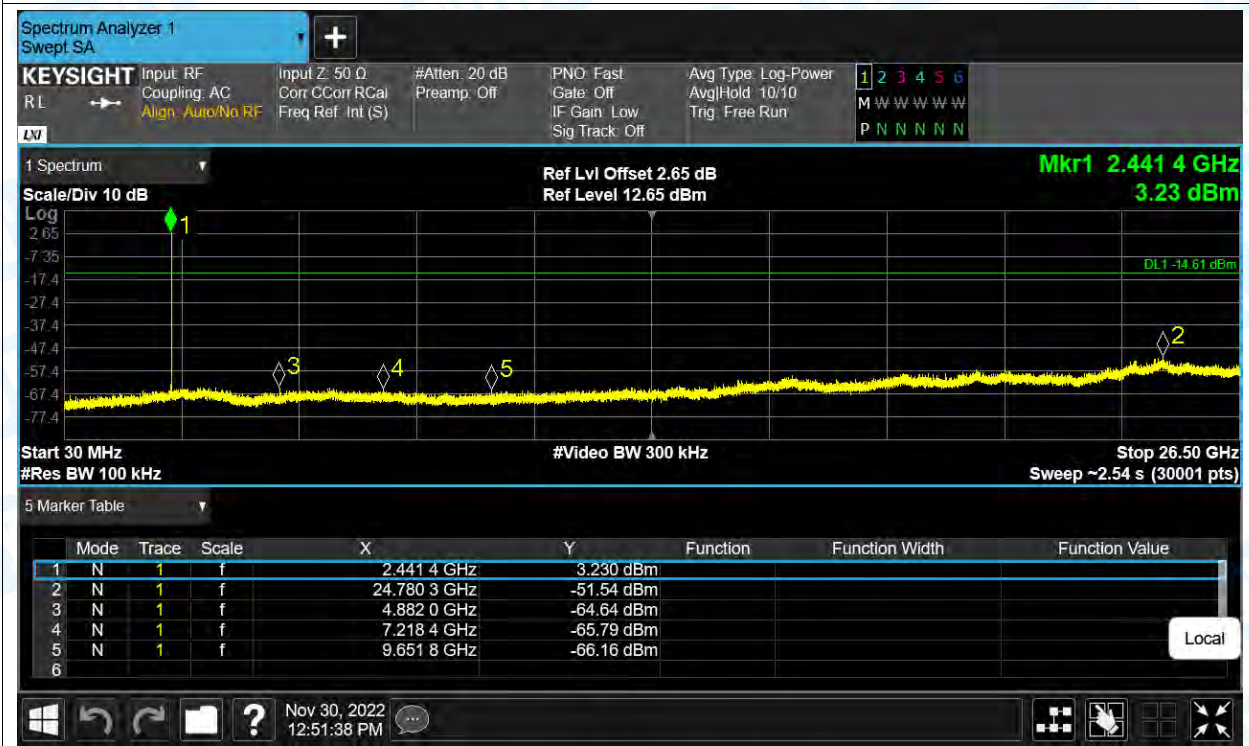 Spectrum Analyzer 1
Swept SA
+
KEYSIGHT
RL
LXI
Input: RF
Coupling: AC
Align: Auto/No RF
Input Z: 50 Ω
Corr CCorr RCal
Freq Ref: Int (S)
#Atten: 20 dB
Preamp: Off
PNO: Fast
Gate: Off
IF Gain: Low
Sig Track: Off
Avg Type: Log-Power
Avg|Hold: 10/10
Trig: Free Run
1 2 3 4 5 6
M W W W W W
P N N N N N
1 Spectrum
Scale/Div 10 dB
Ref Lvl Offset 2.65 dB
Ref Level 12.65 dBm
Mkr1 2.441 4 GHz
3.23 dBm
Log
2.65
-7.35
-17.4
-27.4
-37.4
-47.4
-57.4
-67.4
-77.4
1
DL1 -14.61 dBm
2
3
4
5
Start 30 MHz
#Video BW 300 kHz
Stop 26.50 GHz
#Res BW 100 kHz
Sweep ~2.54 s (30001 pts)
5 Marker Table
Mode Trace Scale X Y Function Function Width Function Value
1 N 1 f 2.441 4 GHz 3.230 dBm
2 N 1 f 24.780 3 GHz -51.54 dBm
3 N 1 f 4.882 0 GHz -64.64 dBm
4 N 1 f 7.218 4 GHz -65.79 dBm
5 N 1 f 9.651 8 GHz -66.16 dBm
6
Local
?
Nov 30, 2022
12:51:38 PM